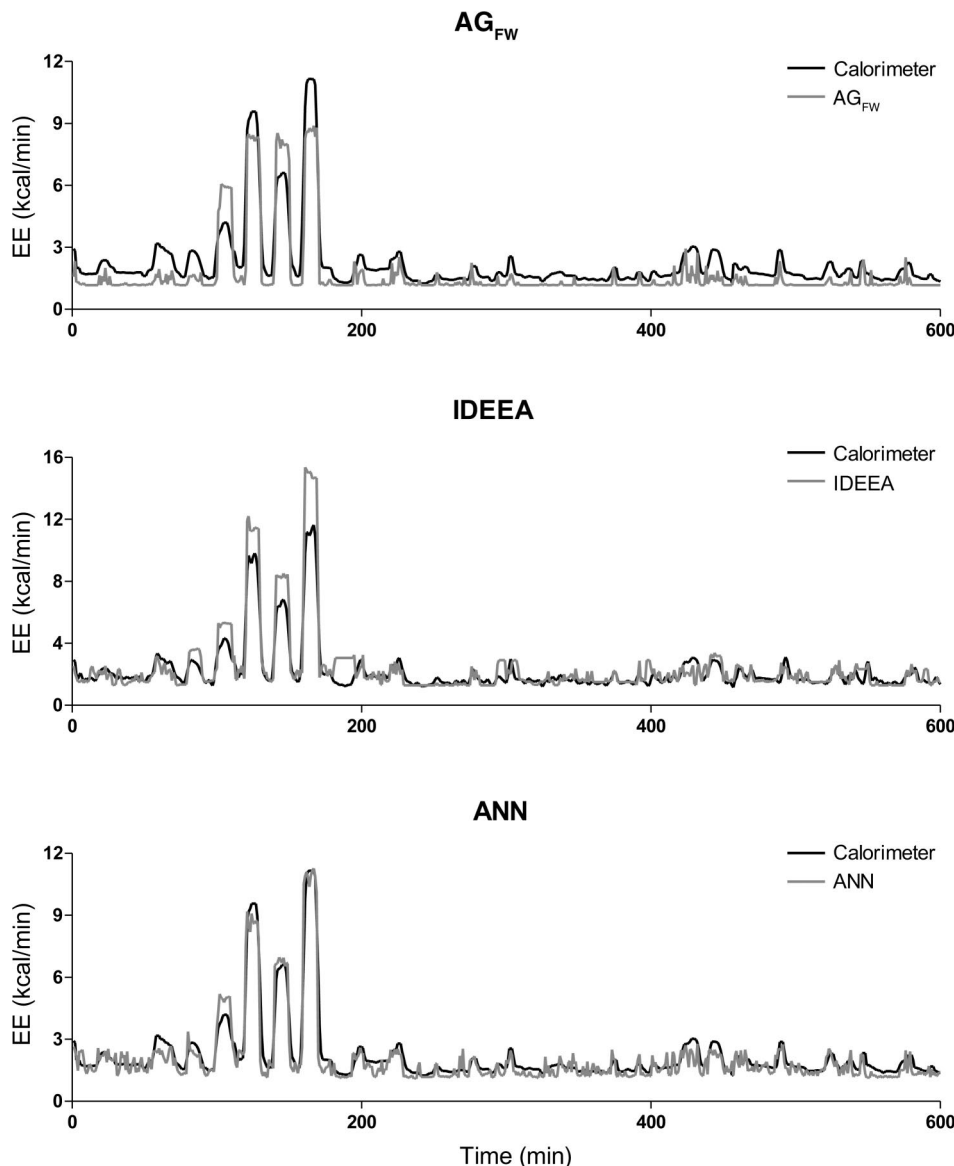 AG_FW
12
9
6
3
0
EE (kcal/min)
Calorimeter
AG_FW
0 200 400 600
IDEEA
16
12
8
4
0
EE (kcal/min)
Calorimeter
IDEEA
0 200 400 600
ANN
12
9
6
3
0
EE (kcal/min)
Calorimeter
ANN
0 200 400 600
Time (min)